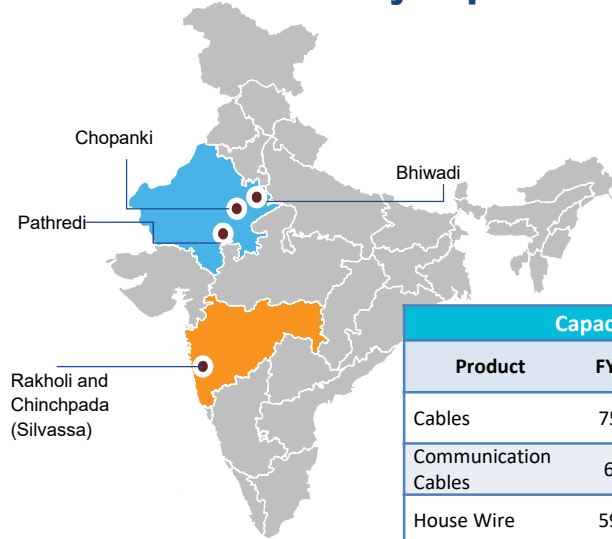 Chopanki
Bhiwadi
Pathredi
Rakholi and
Chinchpada
(Silvassa)
Product
Cables
Communication
Cables
House Wire